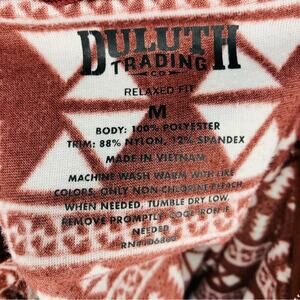 DULUTH
TRADING
CO
RELAXED FIT
M
BODY: 100% POLYESTER
TRIM: 88% NYLON, 12% SPANDEX
MADE IN VIETNAM
MACHINE WASH WARM WITH LIKE
COLORS. ONLY NON-CHLORINE BLEACH
WHEN NEEDED, TUMBLE DRY LOW.
REMOVE PROMPTLY. COOL IRON IF
NEEDED